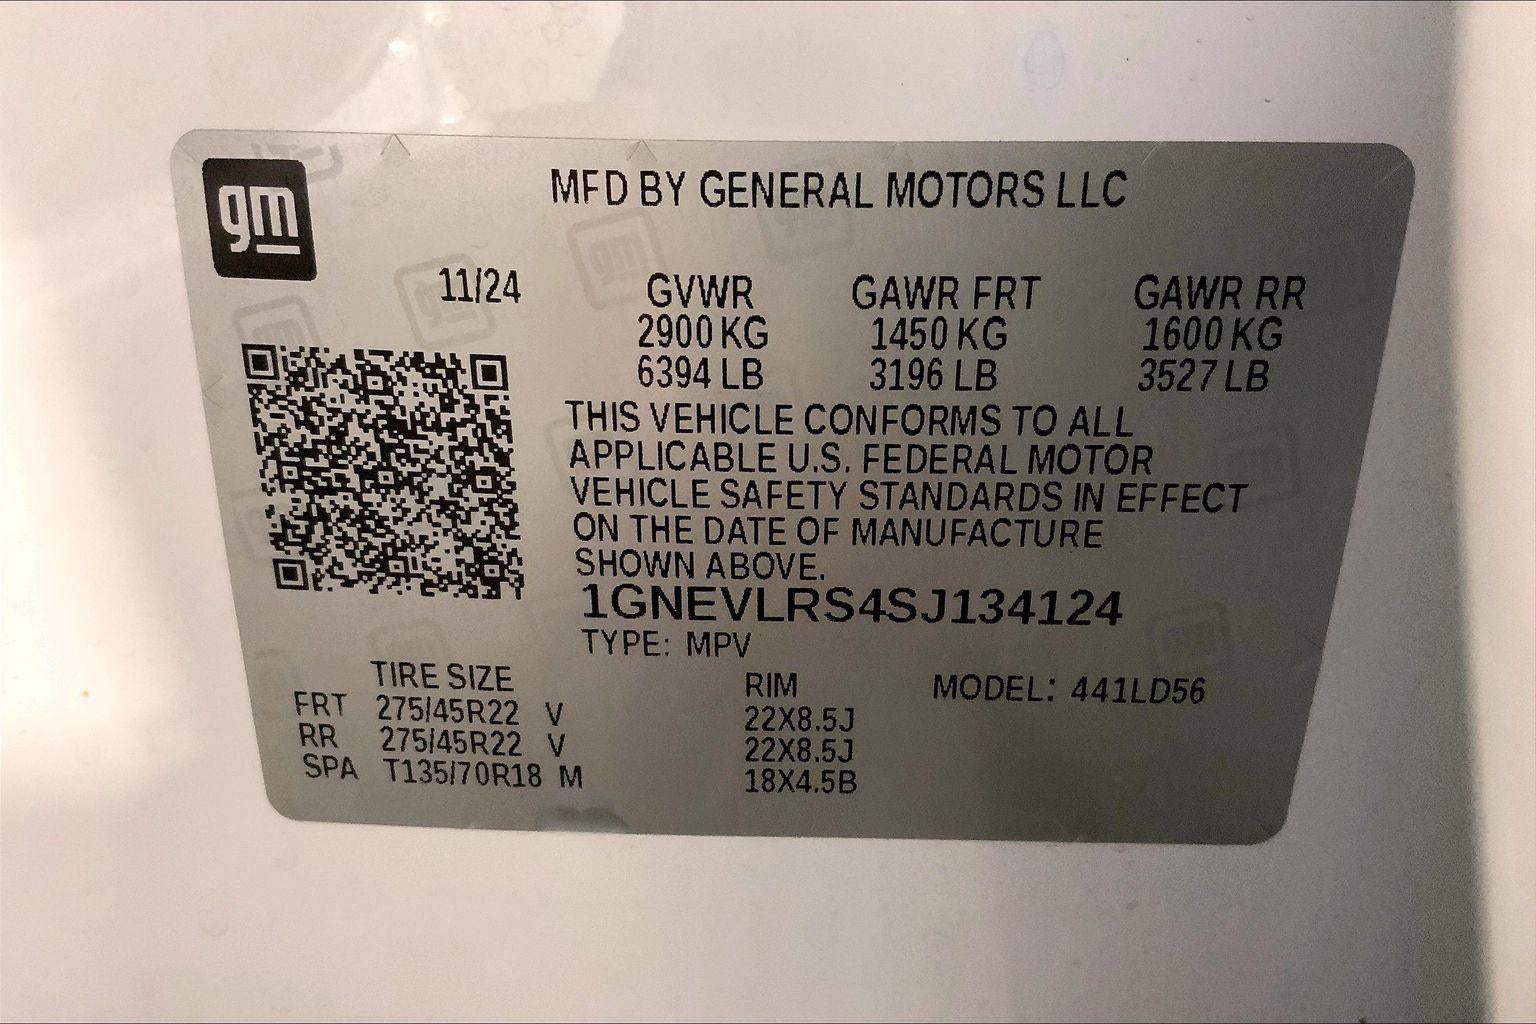 gm
MFD BY GENERAL MOTORS LLC
11/24 GVWR GAWR FRT GAWR RR
2900 KG 1450 KG 1600 KG
6394 LB 3196 LB 3527 LB
THIS VEHICLE CONFORMS TO ALL
APPLICABLE U.S. FEDERAL MOTOR
VEHICLE SAFETY STANDARDS IN EFFECT
ON THE DATE OF MANUFACTURE
SHOWN ABOVE.
1GNEVLRS4SJ134124
TYPE: MPV
TIRE SIZE RIM MODEL: 441LD56
FRT 275/45R22 V 22X8.5J
RR 275/45R22 V 22X8.5J
SPA T135/70R18 M 18X4.5B